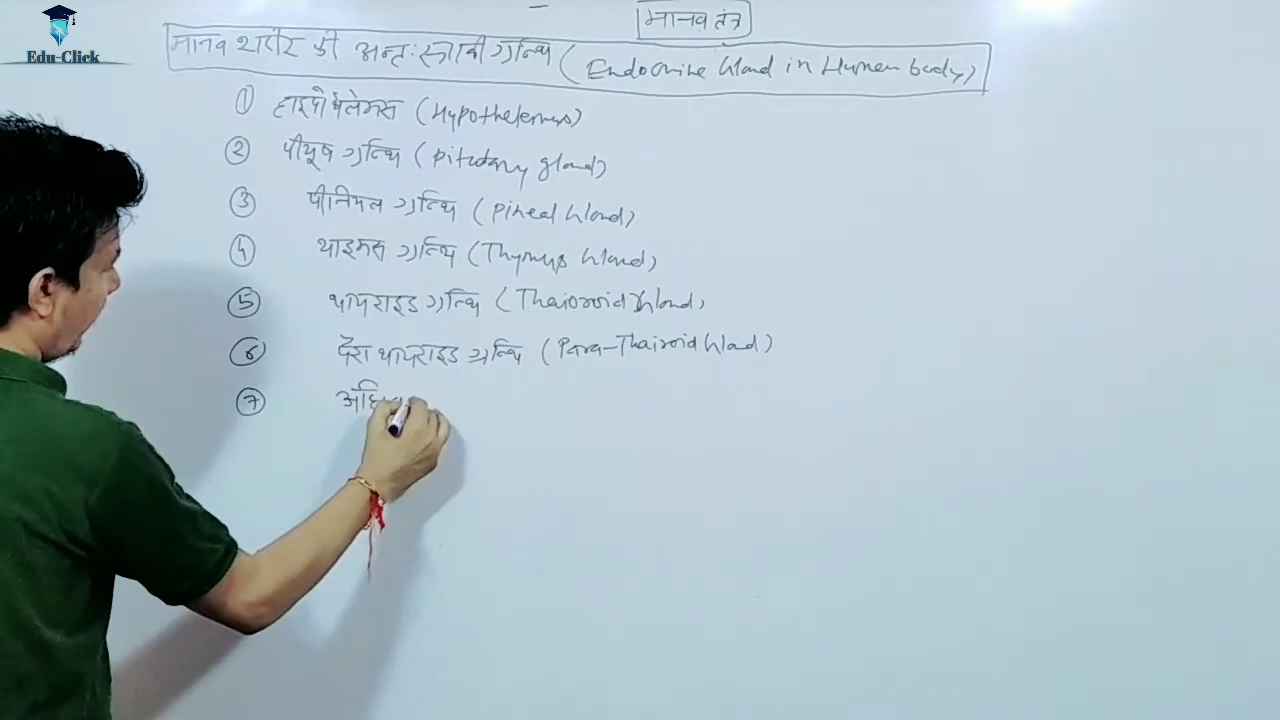 Edu-Click
मानव तंत्र
मानव शरीर की अन्तःस्त्रावी ग्रन्थि (Endocrine Gland in Human body)
① हाइपोथैलेमस (Hypothelemus)
② पीयूष ग्रन्थि (Pitutary gland)
③ पीनियल ग्रन्थि (Pineal Gland)
④ थाइमस ग्रन्थि (Thymus Gland)
⑤ थायराइड ग्रन्थि (Thaioroid Gland)
⑥ पैरा थायराइड ग्रन्थि (Para-Thairoid Gland)
⑦